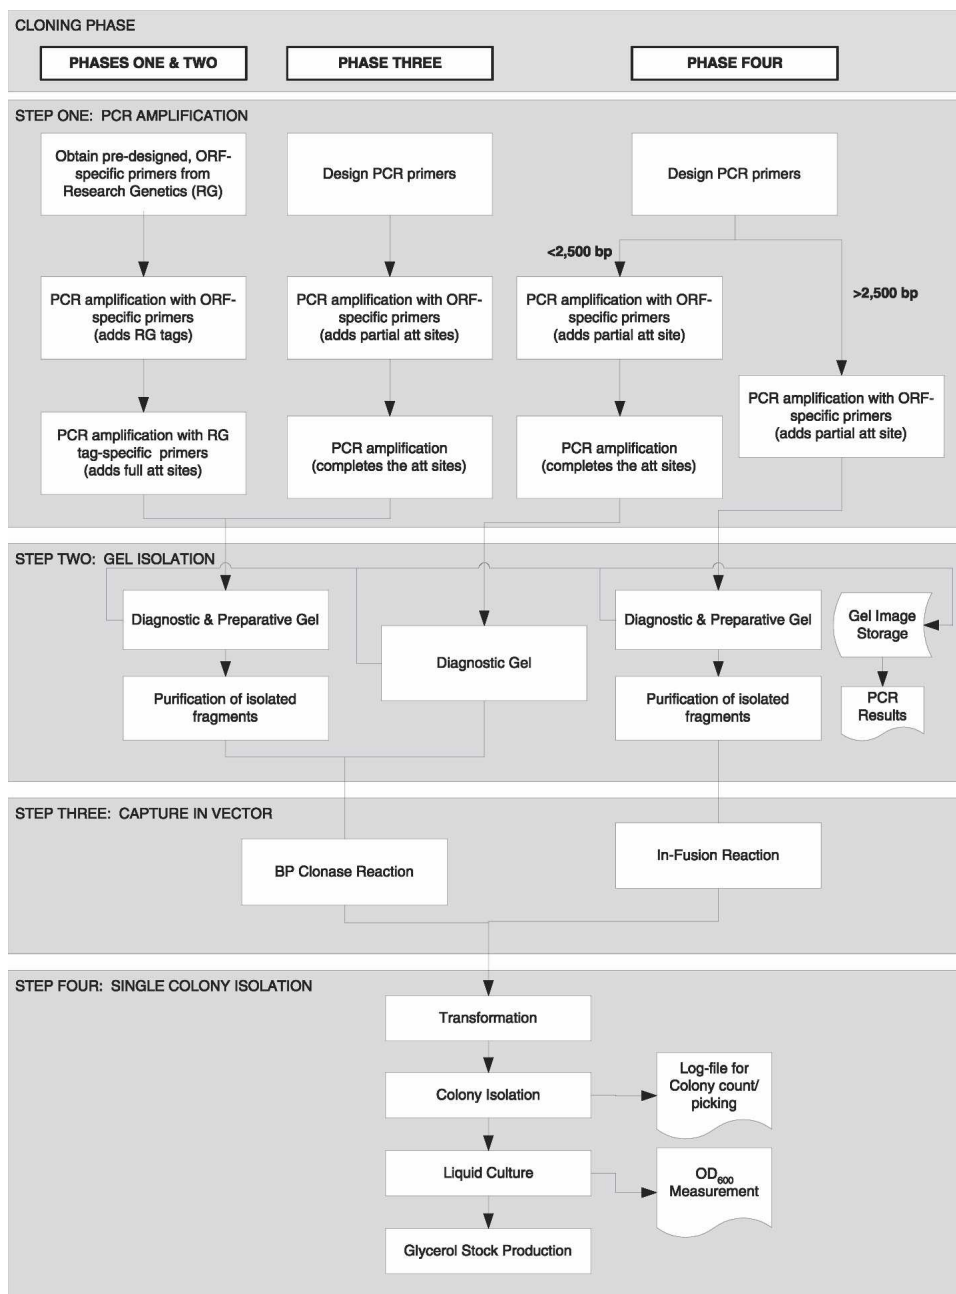 CLONING PHASE
PHASES ONE & TWO
PHASE THREE
PHASE FOUR
STEP ONE: PCR AMPLIFICATION
Obtain pre-designed, ORF-
specific primers from
Research Genetics (RG)
Design PCR primers
Design PCR primers
<2,500 bp
>2,500 bp
PCR amplification with ORF-
specific primers
(adds RG tags)
PCR amplification with ORF-
specific primers
(adds partial att sites)
PCR amplification with ORF-
specific primers
(adds partial att site)
PCR amplification with ORF-
specific primers
(adds partial att site)
PCR amplification with RG
tag-specific primers
(adds full att sites)
PCR amplification
(completes the att sites)
PCR amplification
(completes the att sites)
STEP TWO: GEL ISOLATION
Diagnostic & Preparative Gel
Diagnostic Gel
Diagnostic & Preparative Gel
Gel Image
Storage
Purification of isolated
fragments
Purification of isolated
fragments
PCR
Results
STEP THREE: CAPTURE IN VECTOR
BP Clonase Reaction
In-Fusion Reaction
STEP FOUR: SINGLE COLONY ISOLATION
Transformation
Colony Isolation
Log-file for
Colony count/
picking
Liquid Culture
OD600
Measurement
Glycerol Stock Production